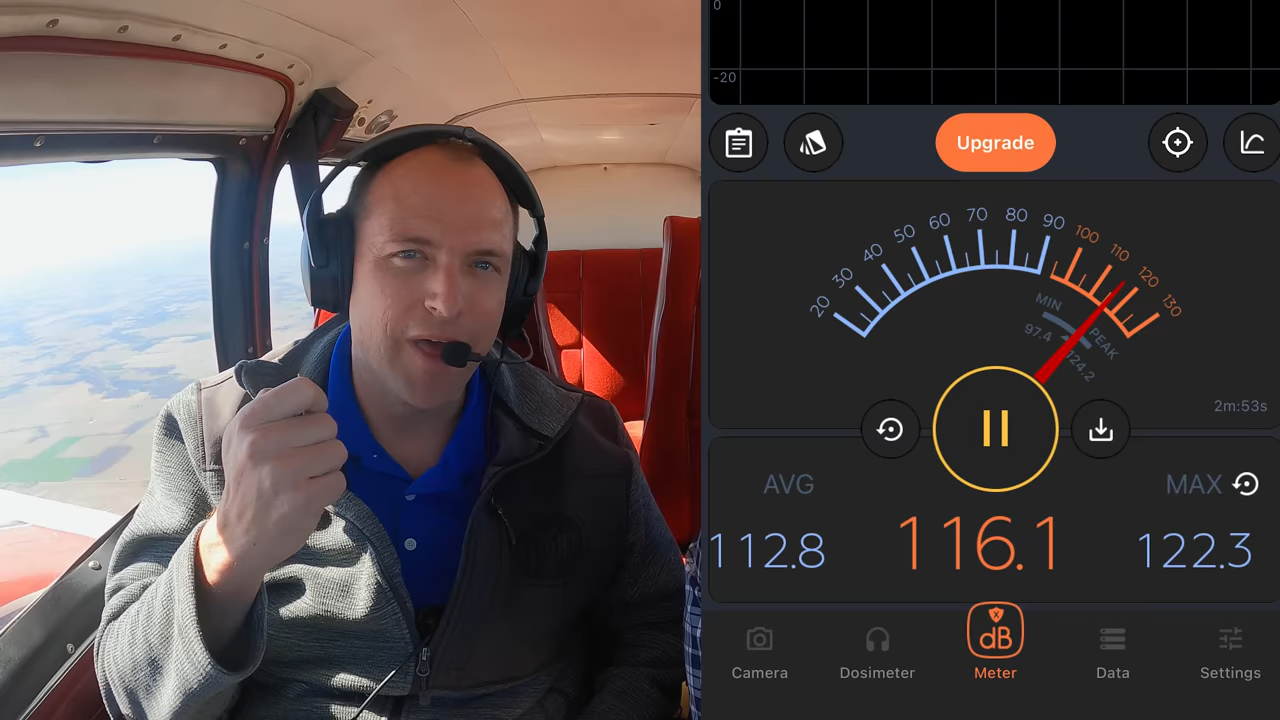 0
-20
Upgrade
20 30 40 50 60 70 80 90 100 110 120 130
MIN
PEAK
97.4
124.2
2m:53s
AVG
MAX
112.8
116.1
122.3
dB
Camera
Dosimeter
Meter
Data
Settings